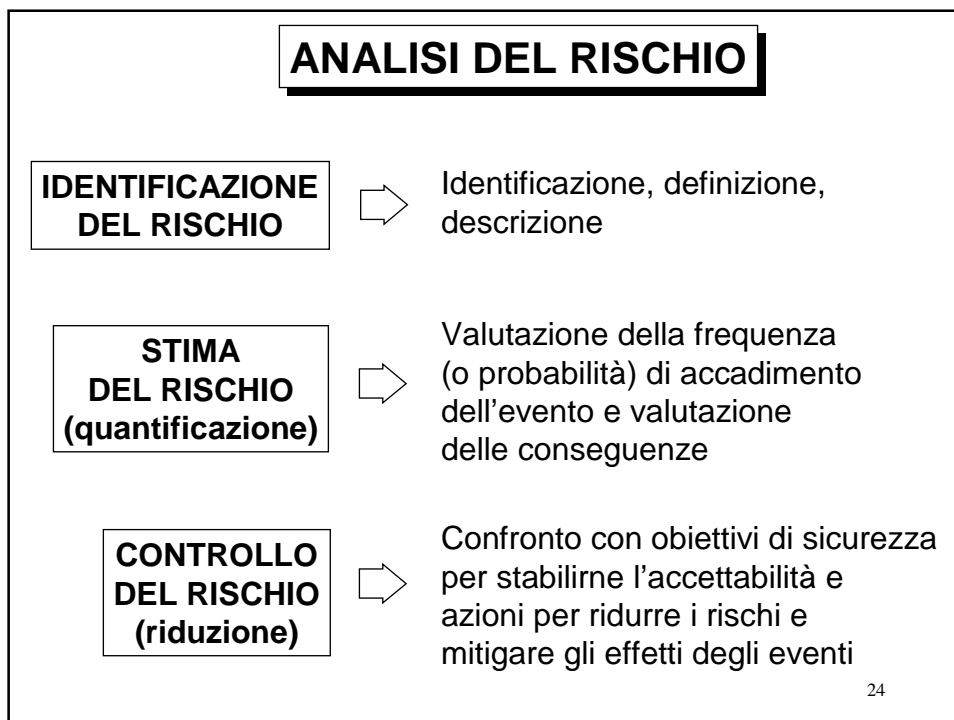 ANALISI DEL RISCHIO
IDENTIFICAZIONE
DEL RISCHIO
Identificazione, definizione,
descrizione
STIMA
DEL RISCHIO
(quantificazione)
Valutazione della frequenza
(o probabilità) di accadimento
dell'evento e valutazione
delle conseguenze
CONTROLLO
DEL RISCHIO
(riduzione)
Confronto con obiettivi di sicurezza
per stabilirne l'accettabilità e
azioni per ridurre i rischi e
mitigare gli effetti degli eventi
24